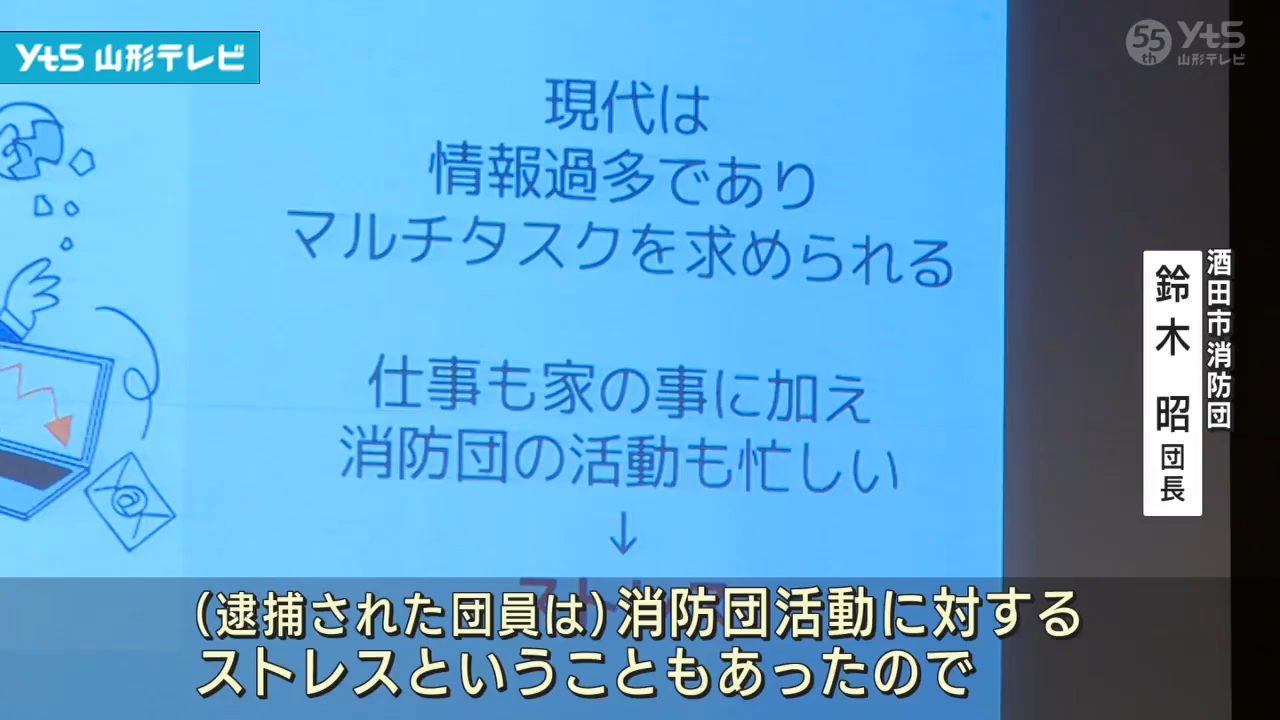 YtS 山形テレビ
55th YtS
山形テレビ
現代は
情報過多であり
マルチタスクを求められる
仕事も家の事に加え
消防団の活動も忙しい
↓
酒田市消防団
鈴木 昭 団長
(逮捕された団員は)消防団活動に対する
ストレスということもあったので